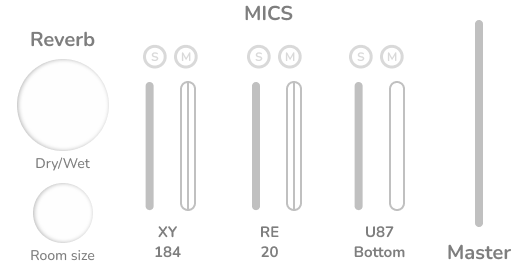 MICS
Reverb
S M S M S M
Dry/Wet
XY RE U87
184 20 Bottom
Room size Master